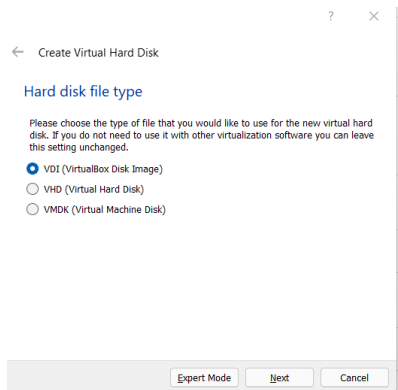 ?
Create Virtual Hard Disk
Hard disk file type
Please choose the type of file that you would like to use for the new virtual hard
disk. If you do not need to use it with other virtualization software you can leave
this setting unchanged.
VDI (VirtualBox Disk Image)
VHD (Virtual Hard Disk)
VMDK (Virtual Machine Disk)
Expert Mode Next Cancel